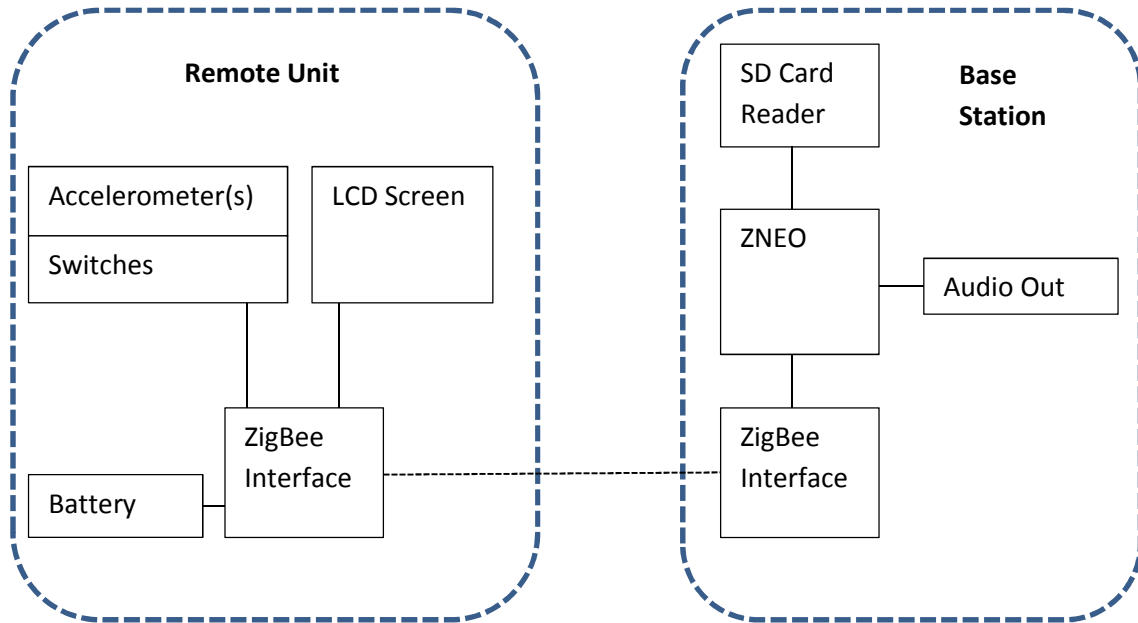 Remote Unit
Accelerometer(s)
Switches
LCD Screen
ZigBee
Interface
Battery
SD Card
Reader
Base
Station
ZNEO
Audio Out
ZigBee
Interface